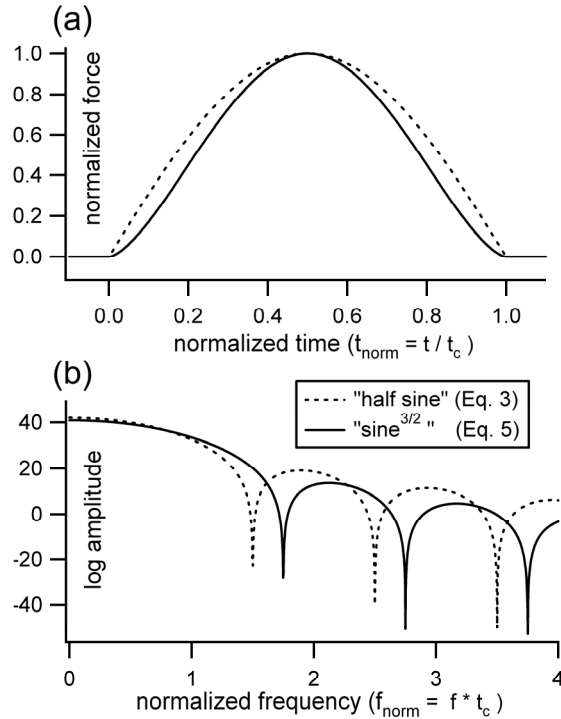 (a)
normalized force
1.0
0.8
0.6
0.4
0.2
0.0
0.0 0.2 0.4 0.6 0.8 1.0
normalized time (t_norm = t / t_c )
(b)
"half sine" (Eq. 3)
"sine^3/2 " (Eq. 5)
log amplitude
40
20
0
-20
-40
0 1 2 3 4
normalized frequency (f_norm = f * t_c )